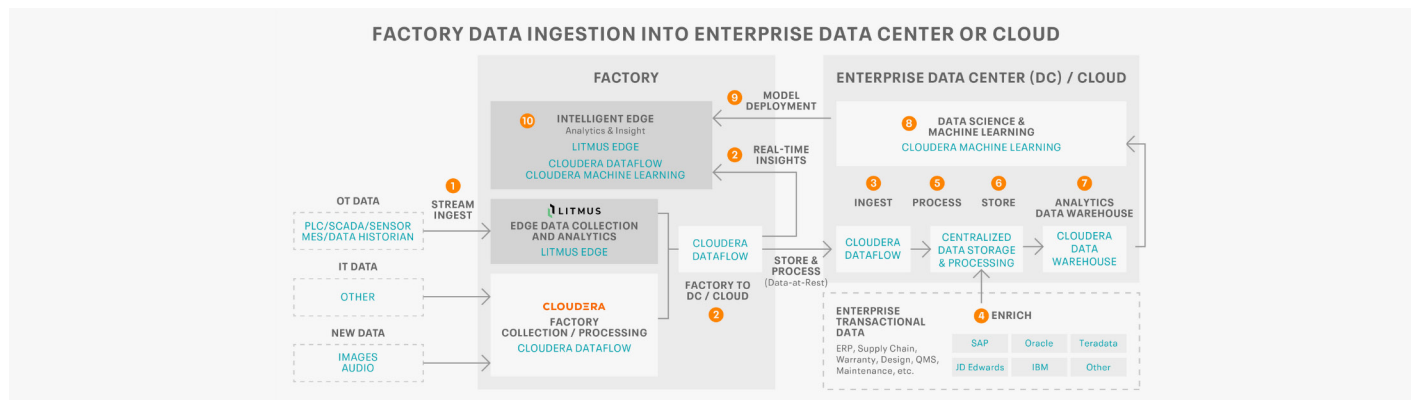 FACTORY DATA INGESTION INTO ENTERPRISE DATA CENTER OR CLOUD
FACTORY
10
INTELLIGENT EDGE
Analytics & Insight
LITMUS EDGE
CLOUDERA DATAFLOW
CLOUDERA MACHINE LEARNING
9
MODEL
DEPLOYMENT
2
REAL-TIME
INSIGHTS
OT DATA
PLC/SCADA/SENSOR
MES/DATA HISTORIAN
1
STREAM
INGEST
LITMUS
EDGE DATA COLLECTION
AND ANALYTICS
LITMUS EDGE
IT DATA
OTHER
NEW DATA
IMAGES
AUDIO
CLOUDERA
FACTORY
COLLECTION / PROCESSING
CLOUDERA DATAFLOW
CLOUDERA
DATAFLOW
FACTORY TO
DC / CLOUD
2
STORE &
PROCESS
(Data-at-Rest)
ENTERPRISE DATA CENTER (DC) / CLOUD
8
DATA SCIENCE &
MACHINE LEARNING
CLOUDERA MACHINE LEARNING
3
INGEST
5
PROCESS
6
STORE
7
ANALYTICS
DATA WAREHOUSE
CLOUDERA
DATAFLOW
CENTRALIZED
DATA STORAGE
& PROCESSING
CLOUDERA
DATA
WAREHOUSE
ENTERPRISE
TRANSACTIONAL
DATA
ERP, Supply Chain,
Warranty, Design, QMS,
Maintenance, etc.
4 ENRICH
SAP
Oracle
Teradata
JD Edwards
IBM
Other